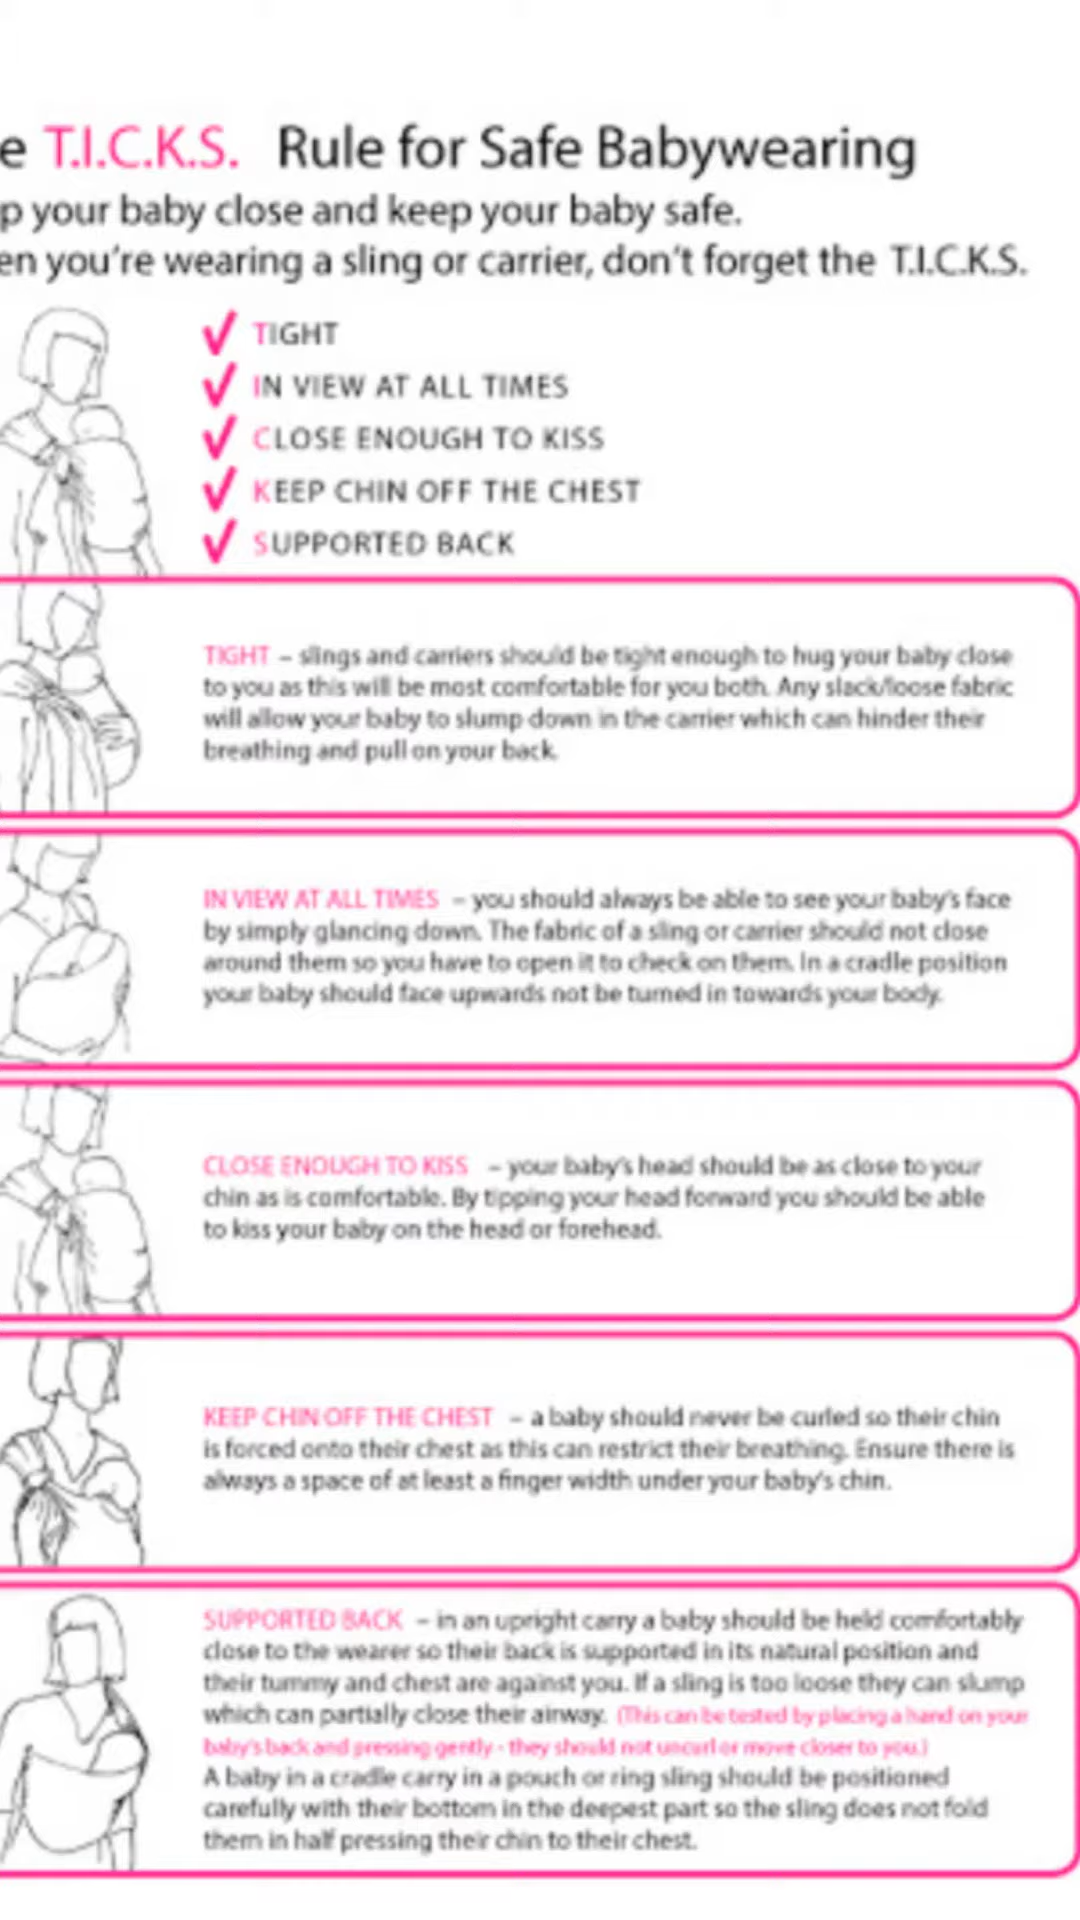 e T.I.C.K.S. Rule for Safe Babywearing
p your baby close and keep your baby safe.
en you're wearing a sling or carrier, don't forget the T.I.C.K.S.
TIGHT
IN VIEW AT ALL TIMES
CLOSE ENOUGH TO KISS
KEEP CHIN OFF THE CHEST
SUPPORTED BACK
TIGHT – slings and carriers should be tight enough to hug your baby close
to you as this will be most comfortable for you both. Any slack/loose fabric
will allow your baby to slump down in the carrier which can hinder their
breathing and pull on your back.
IN VIEW AT ALL TIMES – you should always be able to see your baby's face
by simply glancing down. The fabric of a sling or carrier should not close
around them so you have to open it to check on them. In a cradle position
your baby should face upwards not be turned in towards your body.
CLOSE ENOUGH TO KISS – your baby's head should be as close to your
chin as is comfortable. By tipping your head forward you should be able
to kiss your baby on the head or forehead.
KEEP CHIN OFF THE CHEST – a baby should never be curled so their chin
is forced onto their chest as this can restrict their breathing. Ensure there is
always a space of at least a finger width under your baby's chin.
SUPPORTED BACK – in an upright carry a baby should be held comfortably
close to the wearer so their back is supported in its natural position and
their tummy and chest are against you. If a sling is too loose they can slump
which can partially close their airway. (This can be tested by placing a hand on your
baby's back and pressing gently - they should not uncurl or move closer to you.)
A baby in a cradle carry in a pouch or ring sling should be positioned
carefully with their bottom in the deepest part so the sling does not fold
them in half pressing their chin to their chest.